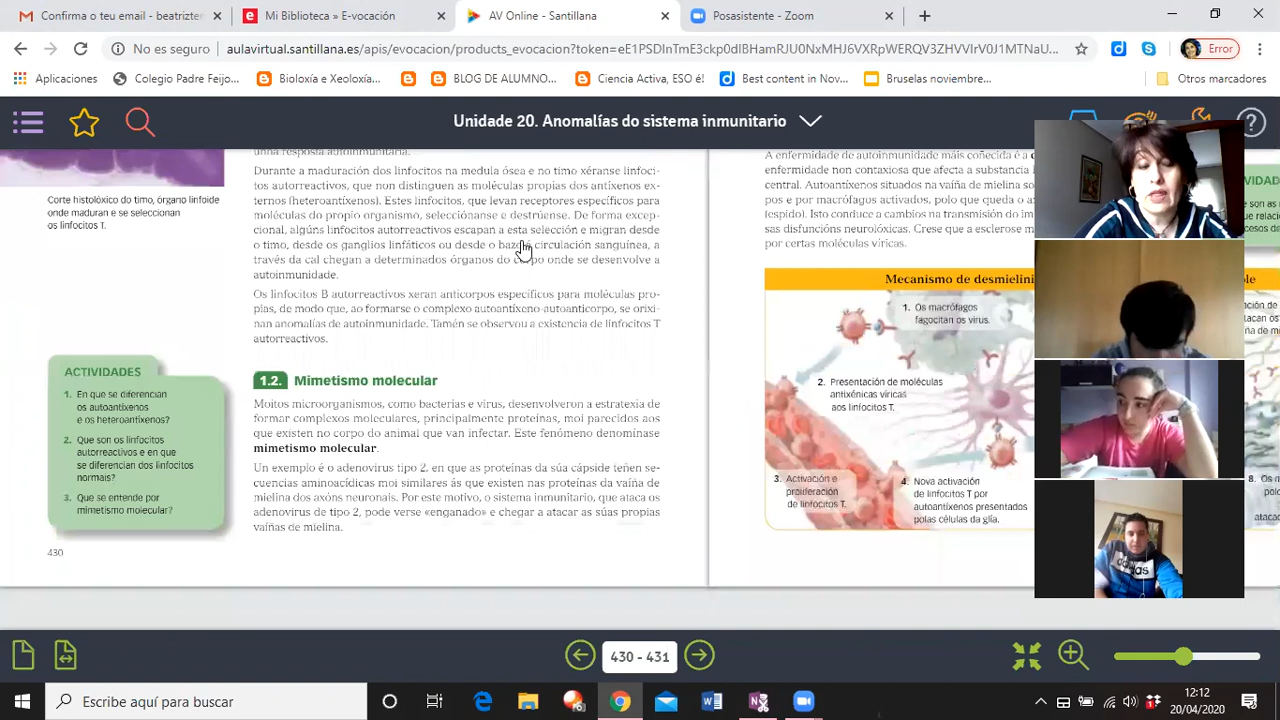 Confirma o teu email - beatrizter
Mi Biblioteca » E-vocación
AV Online - Santillana
Posasistente - Zoom
No es seguro
aulavirtual.santillana.es/apis/evocacion/products_evocacion?token=
Error
Aplicaciones
Colegio Padre Feijo...
Bioloxía e Xeoloxía...
BLOG DE ALUMNO...
Ciencia Activa, ESO é!
Best content in Nov...
Bruselas noviembre...
Otros marcadores
Unidade 20. Anomalías do sistema inmunitario
unha resposta autoinmunitaria.
Durante a maduración dos linfocitos na medula ósea e no timo xéranse linfoci-
tos autorreactivos, que non distinguen as moléculas propias dos antíxenos ex-
ternos (heteroantíxenos). Estes linfocitos, que levan receptores específicos para
moléculas do propio organismo, selecciónanse e destrúense. De forma excep-
cional, algúns linfocitos autorreactivos escapan a esta selección e migran desde
o timo, desde os ganglios linfáticos ou desde o bazo á circulación sanguínea, a
través da cal chegan a determinados órganos do corpo onde se desenvolve a
autoinmunidade.
Os linfocitos B autorreactivos xeran anticorpos específicos para moléculas pro-
pias, de modo que, ao formarse o complexo autoantíxeno-autoanticorpo, se orixi-
nan anomalías de autoinmunidade. Tamén se observou a existencia de linfocitos T
autorreactivos.
1.2. Mimetismo molecular
Moitos microorganismos, como bacterias e virus, desenvolveron a estratexia de
formar complexos moleculares, principalmente proteínas, moi parecidos aos
que existen no corpo do animal que van infectar. Este fenómeno denomínase
mimetismo molecular.
Un exemplo é o adenovirus tipo 2, en que as proteínas da súa cápside teñen se-
cuencias aminoacídicas moi similares ás que existen nas proteínas da vaíña de
mielina dos axóns neuronais. Por este motivo, o sistema inmunitario, que ataca os
adenovirus de tipo 2, pode verse «enganado» e chegar a atacar as súas propias
vaíñas de mielina.
Corte histolóxico do timo, órgano linfoide
onde maduran e se seleccionan
os linfocitos T.
ACTIVIDADES
1. En que se diferencian
os autoantíxenos
e os heteroantíxenos?
2. Que son os linfocitos
autorreactivos e en que
se diferencian dos linfocitos
normais?
3. Que se entende por
mimetismo molecular?
430
A enfermidade de autoinmunidade máis coñecida é a
enfermidade non contaxiosa que afecta a substancia
central. Autoantíxenos situados na vaíña de mielina so
pos e por macrófagos activados, polo que queda o
(espido). Isto conduce a cambios na transmisión do im
sas disfuncións neurolóxicas. Crese que a esclerose m
por certas moléculas víricas.
Mecanismo de desmielini
1. Os macrófagos
fagocitan os virus.
2. Presentación de moléculas
antixénicas víricas
aos linfocitos T.
3. Activación e
proliferación
de linfocitos T.
4. Nova activación
de linfocitos T por
autoantíxenos presentados
polas células da glía.
430 - 431
Escribe aquí para buscar
12:12
20/04/2020